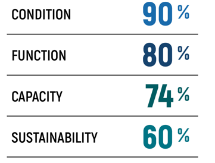 CONDITION 90%
FUNCTION 80%
CAPACITY 74%
SUSTAINABILITY 60%